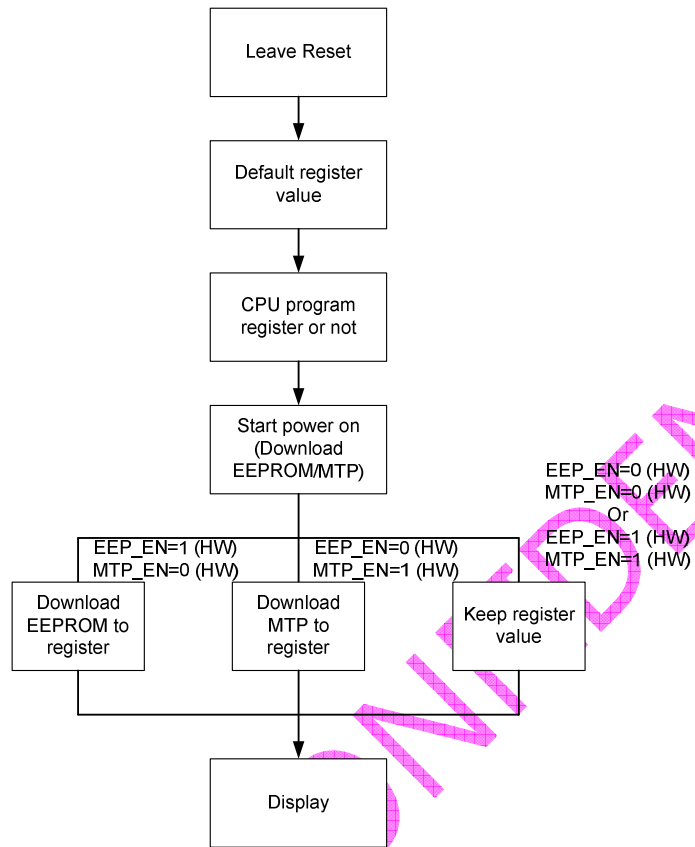 Leave Reset
Default register
value
CPU program
register or not
Start power on
(Download
EEPROM/MTP)
EEP_EN=1 (HW)
MTP_EN=0 (HW)
EEP_EN=0 (HW)
MTP_EN=1 (HW)
EEP_EN=0 (HW)
MTP_EN=0 (HW)
Or
EEP_EN=1 (HW)
MTP_EN=1 (HW)
Download
EEPROM to
register
Download
MTP to
register
Keep register
value
Display